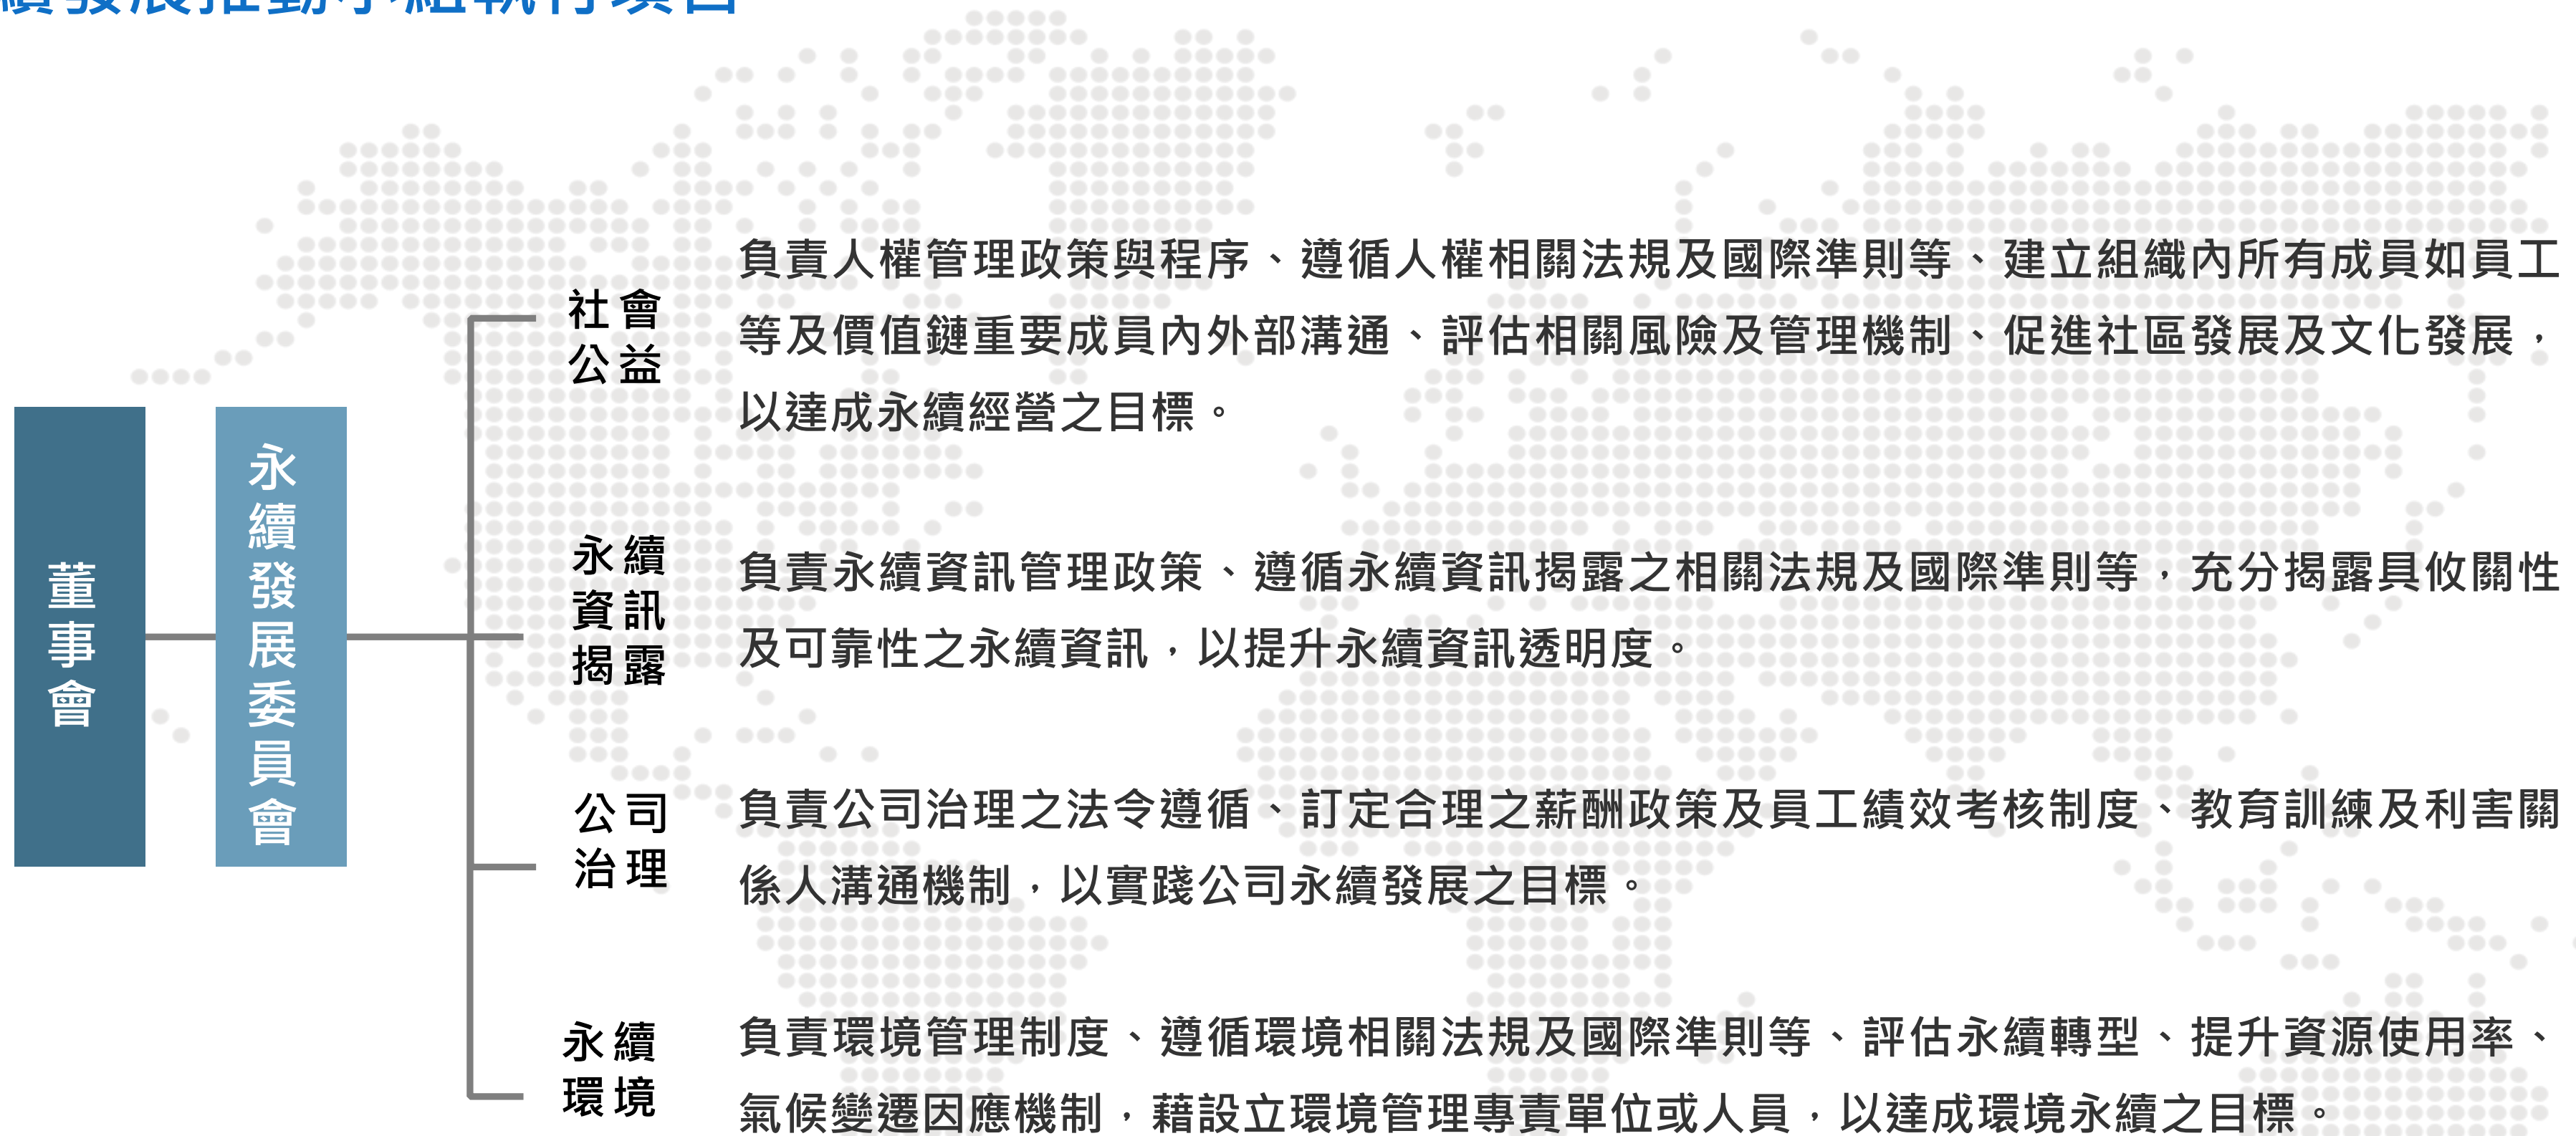 續發展推動小組執行項目
董事會
永續發展委員會
社會
公益
負責人權管理政策與程序、遵循人權相關法規及國際準則等、建立組織內所有成員如員工
等及價值鏈重要成員內外部溝通、評估相關風險及管理機制、促進社區發展及文化發展，
以達成永續經營之目標。
永續
資訊
揭露
負責永續資訊管理政策、遵循永續資訊揭露之相關法規及國際準則等，充分揭露具攸關性
及可靠性之永續資訊，以提升永續資訊透明度。
公司
治理
負責公司治理之法令遵循、訂定合理之薪酬政策及員工績效考核制度、教育訓練及利害關
係人溝通機制，以實踐公司永續發展之目標。
永續
環境
負責環境管理制度、遵循環境相關法規及國際準則等、評估永續轉型、提升資源使用率、
氣候變遷因應機制，藉設立環境管理專責單位或人員，以達成環境永續之目標。